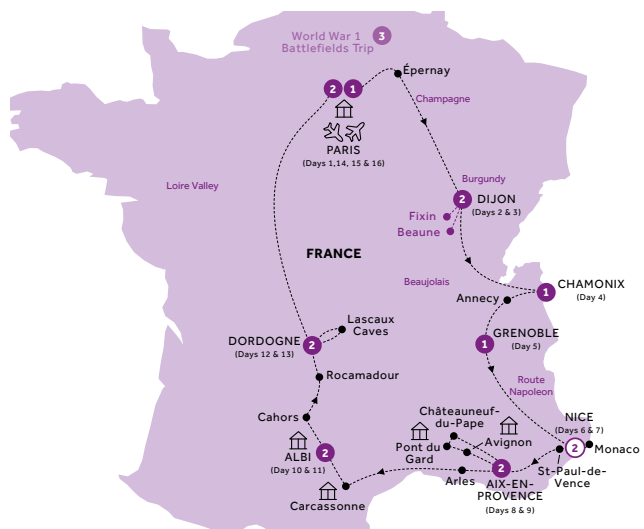 World War 1
Battlefields Trip
3
Épernay
2
1
Champagne
PARIS
(Days 1,14, 15 & 16)
Loire Valley
Burgundy
2
DIJON
(Days 2 & 3)
Fixin
Beaune
FRANCE
Beaujolais
CHAMONIX
1
(Day 4)
Annecy
Lascaux
Caves
DORDOGNE
2
(Days 12 & 13)
GRENOBLE
1
(Day 5)
Rocamadour
Route
Napoleon
Cahors
Châteauneuf-
du-Pape
NICE
(Days 6 & 7)
2
Monaco
Pont du
Gard
Avignon
ALBI
2
(Day 10 & 11)
St-Paul-de-
Vence
2
Arles
AIX-EN-
PROVENCE
(Days 8 & 9)
Carcassonne